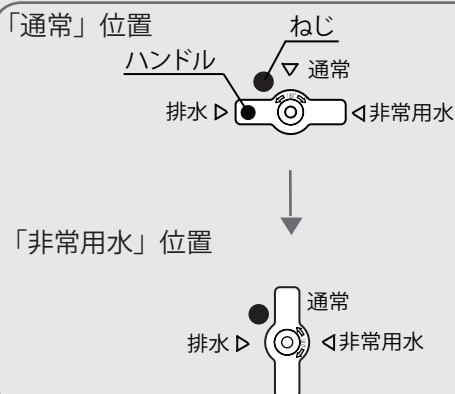 「通常」位置
ねじ
ハンドル
▽ 通常
排水 ▷
◁非常用水
「非常用水」位置
通常
排水 ▷
◁非常用水